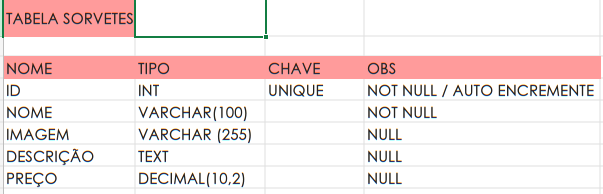 TABELA SORVETES
NOME TIPO CHAVE OBS
ID INT UNIQUE NOT NULL / AUTO ENCREMENTE
NOME VARCHAR(100) NOT NULL
IMAGEM VARCHAR (255) NULL
DESCRIÇÃO TEXT NULL
PREÇO DECIMAL(10,2) NULL